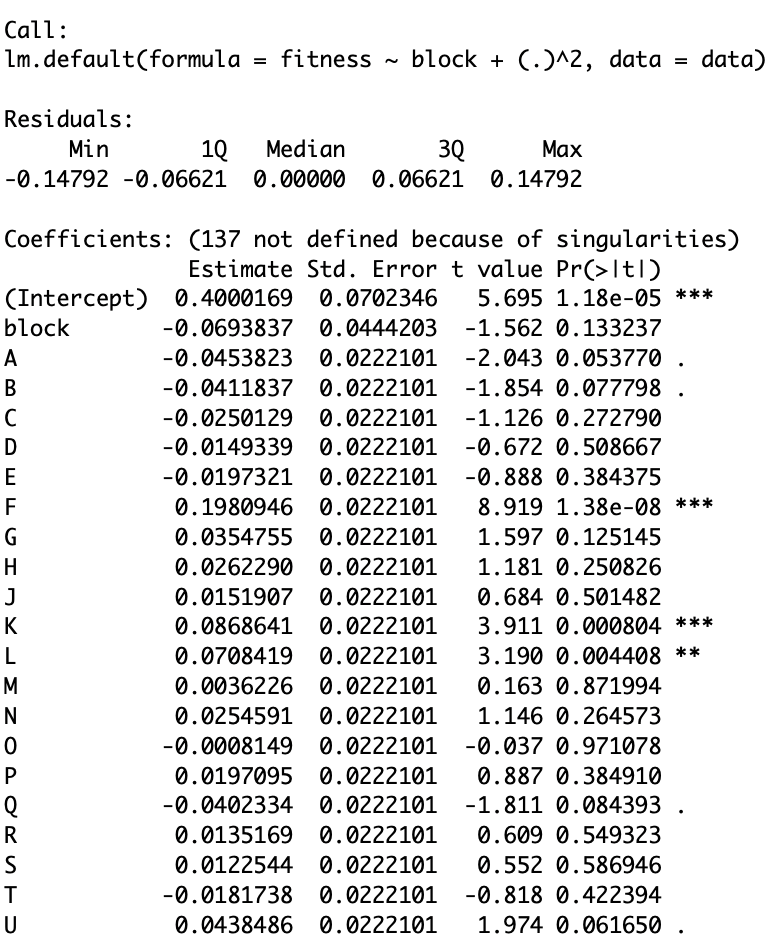 Call:
lm.default(formula = fitness ~ block + (.)^2, data = data)
Residuals:
     Min       1Q   Median       3Q      Max
-0.14792 -0.06621  0.00000  0.06621  0.14792
Coefficients: (137 not defined because of singularities)
              Estimate Std. Error t value Pr(>|t|)
(Intercept)  0.4000169  0.0702346   5.695 1.18e-05 ***
block       -0.0693837  0.0444203  -1.562 0.133237
A           -0.0453823  0.0222101  -2.043 0.053770 .
B           -0.0411837  0.0222101  -1.854 0.077798 .
C           -0.0250129  0.0222101  -1.126 0.272790
D           -0.0149339  0.0222101  -0.672 0.508667
E           -0.0197321  0.0222101  -0.888 0.384375
F            0.1980946  0.0222101   8.919 1.38e-08 ***
G            0.0354755  0.0222101   1.597 0.125145
H            0.0262290  0.0222101   1.181 0.250826
J            0.0151907  0.0222101   0.684 0.501482
K            0.0868641  0.0222101   3.911 0.000804 ***
L            0.0708419  0.0222101   3.190 0.004408 **
M            0.0036226  0.0222101   0.163 0.871994
N            0.0254591  0.0222101   1.146 0.264573
O           -0.0008149  0.0222101  -0.037 0.971078
P            0.0197095  0.0222101   0.887 0.384910
Q           -0.0402334  0.0222101  -1.811 0.084393 .
R            0.0135169  0.0222101   0.609 0.549323
S            0.0122544  0.0222101   0.552 0.586946
T           -0.0181738  0.0222101  -0.818 0.422394
U            0.0438486  0.0222101   1.974 0.061650 .